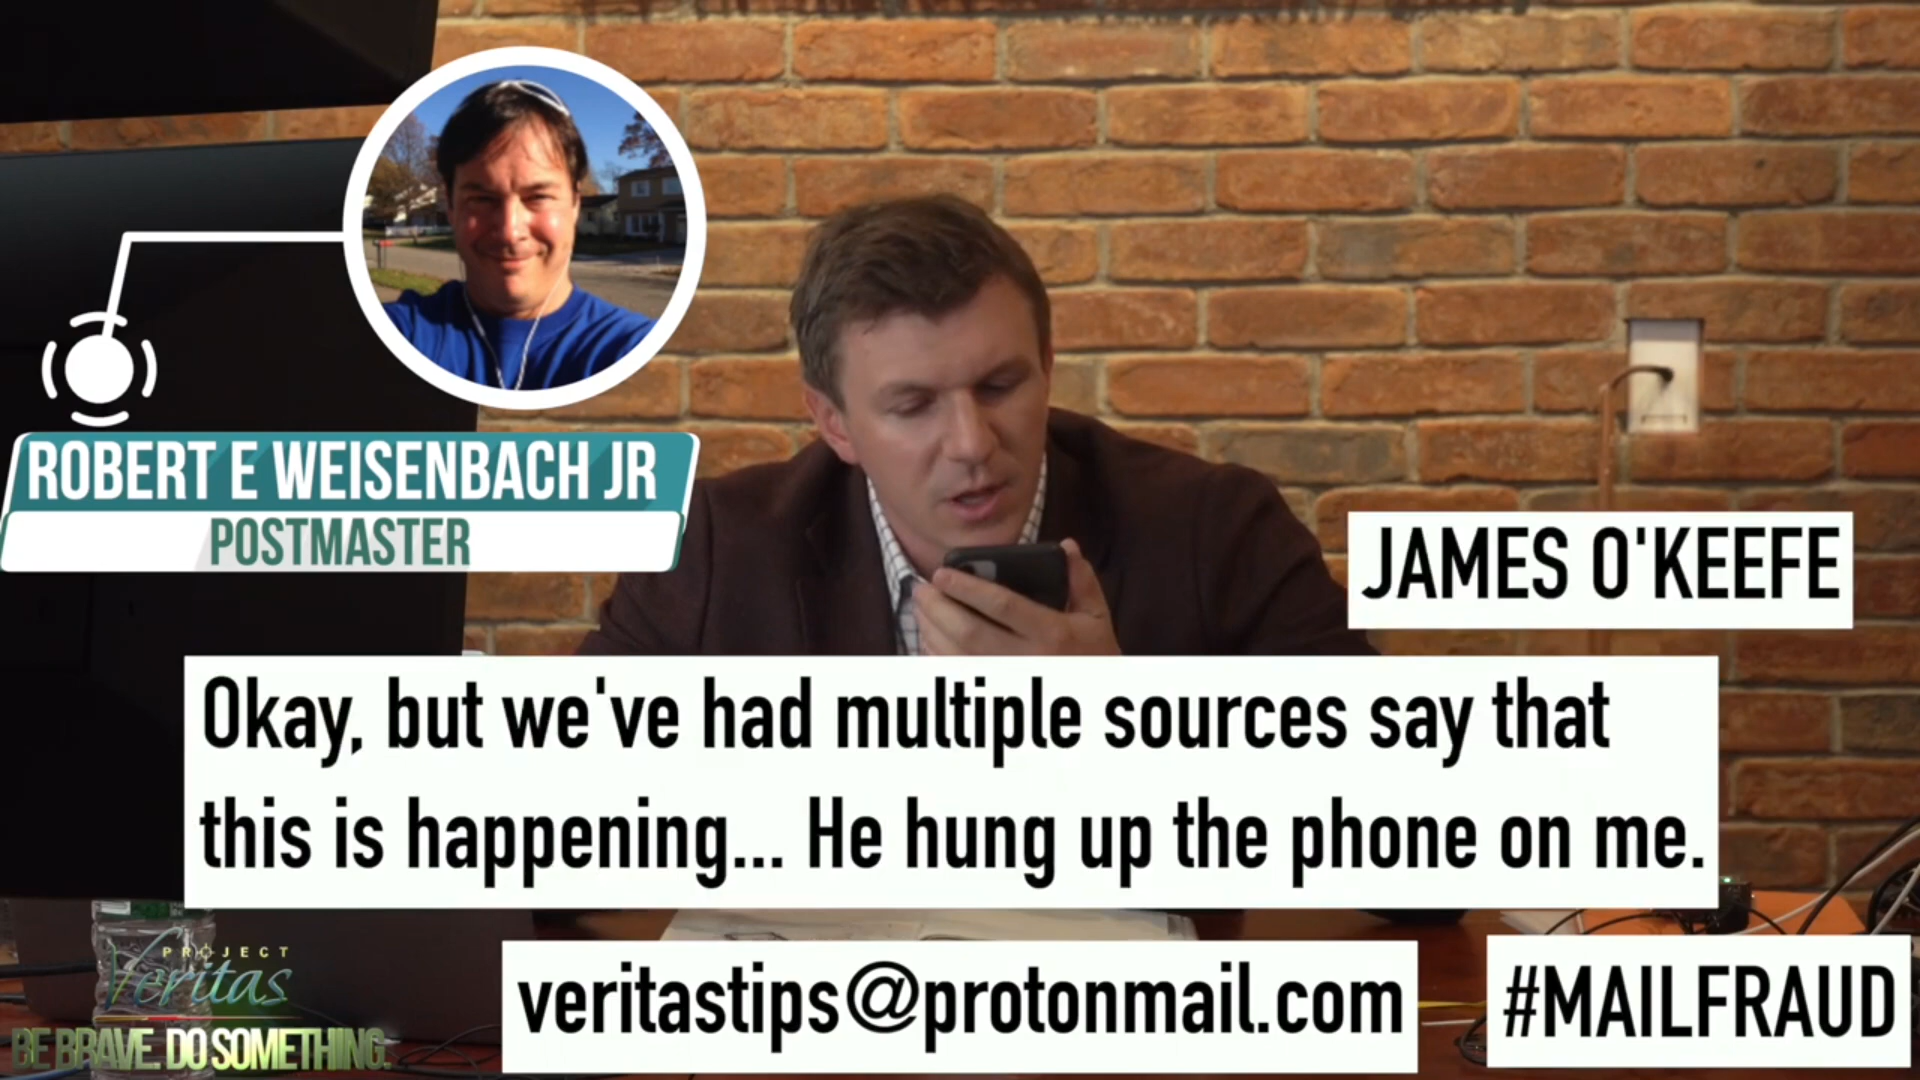 ROBERT E WEISENBACH JR
POSTMASTER
JAMES O'KEEFE
Okay, but we've had multiple sources say that
this is happening... He hung up the phone on me.
PROJECT
Veritas
BE BRAVE. DO SOMETHING.
veritastips@protonmail.com
#MAILFRAUD